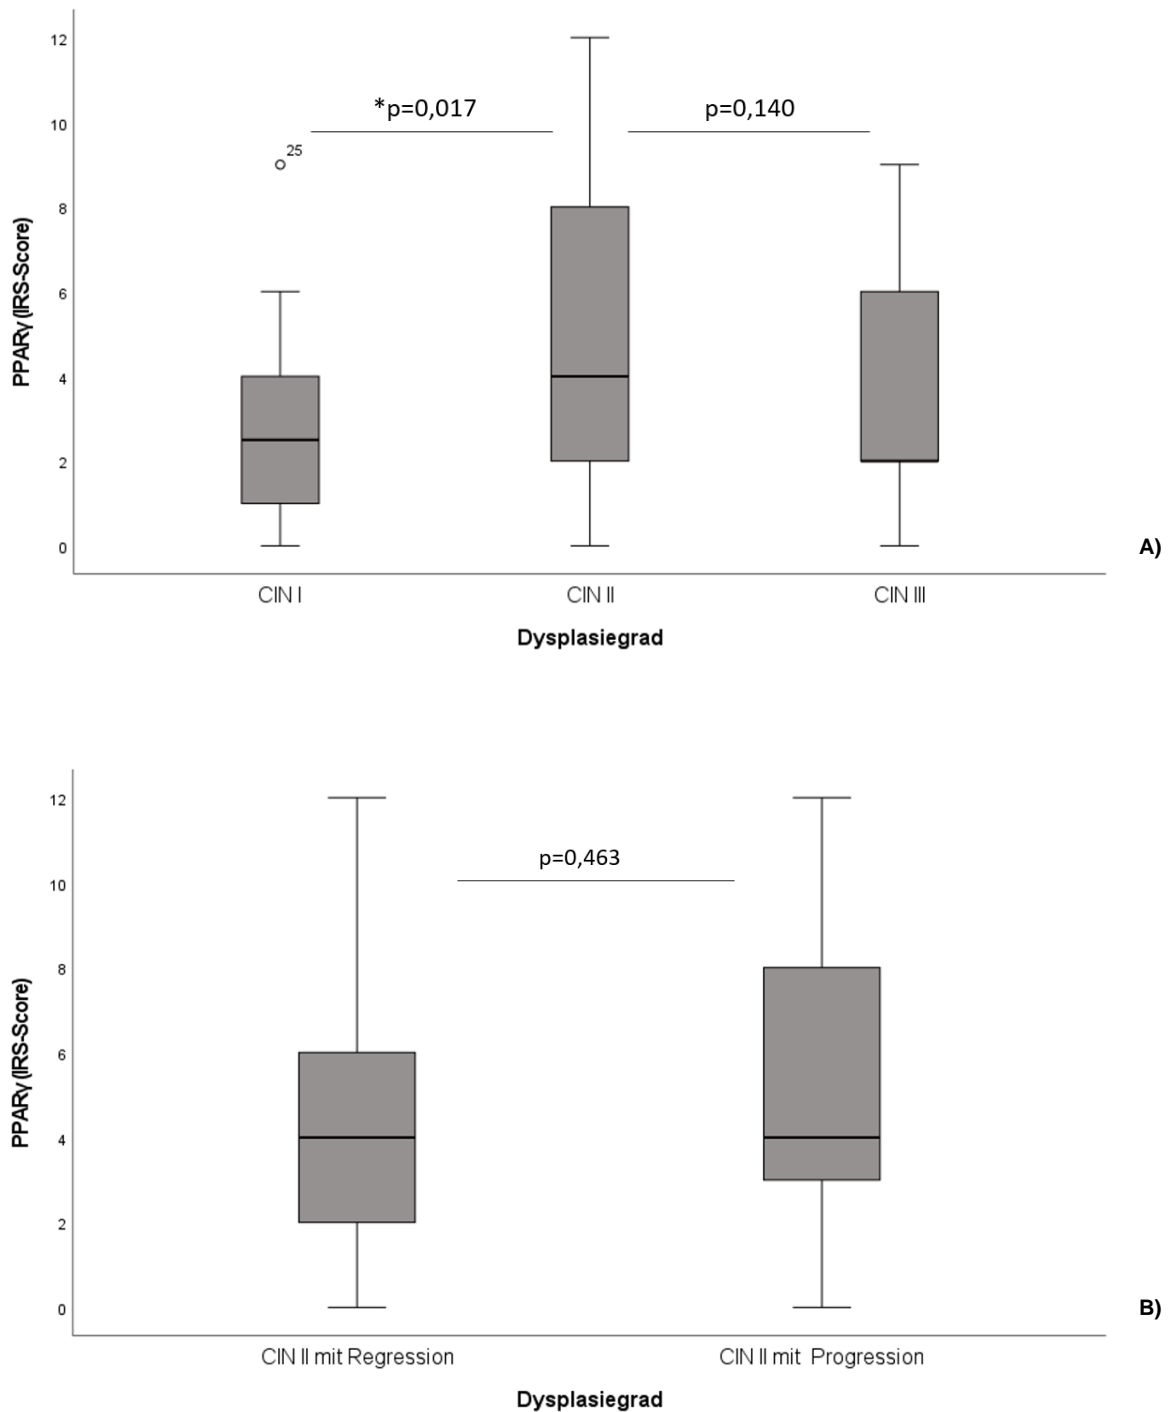 12
*p=0,017
p=0,140
10
25
8
PPARγ (IRS-Score)
6
4
2
0
A)
CIN I
CIN II
CIN III
Dysplasiegrad
12
p=0,463
10
8
PPARγ (IRS-Score)
6
4
2
0
B)
CIN II mit Regression
CIN II mit Progression
Dysplasiegrad